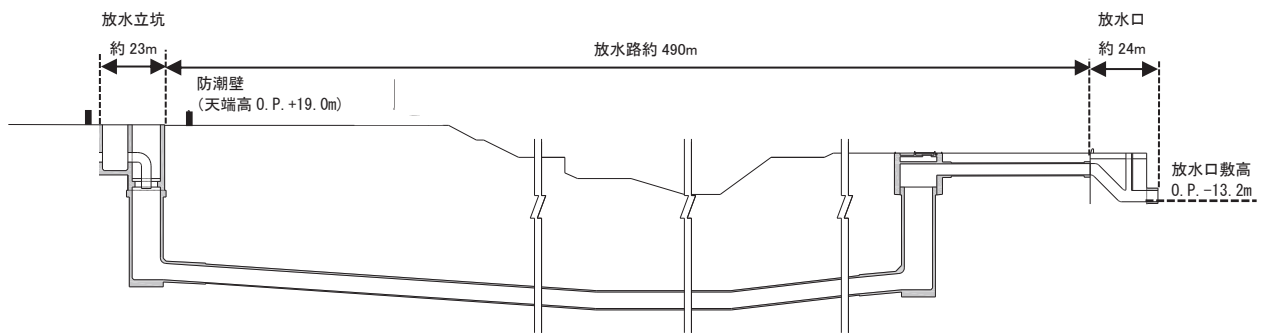 放水立坑
約 23m
放水路約 490m
放水口
約 24m
防潮壁
(天端高 O.P.+19.0m)
放水口敷高
O.P.-13.2m